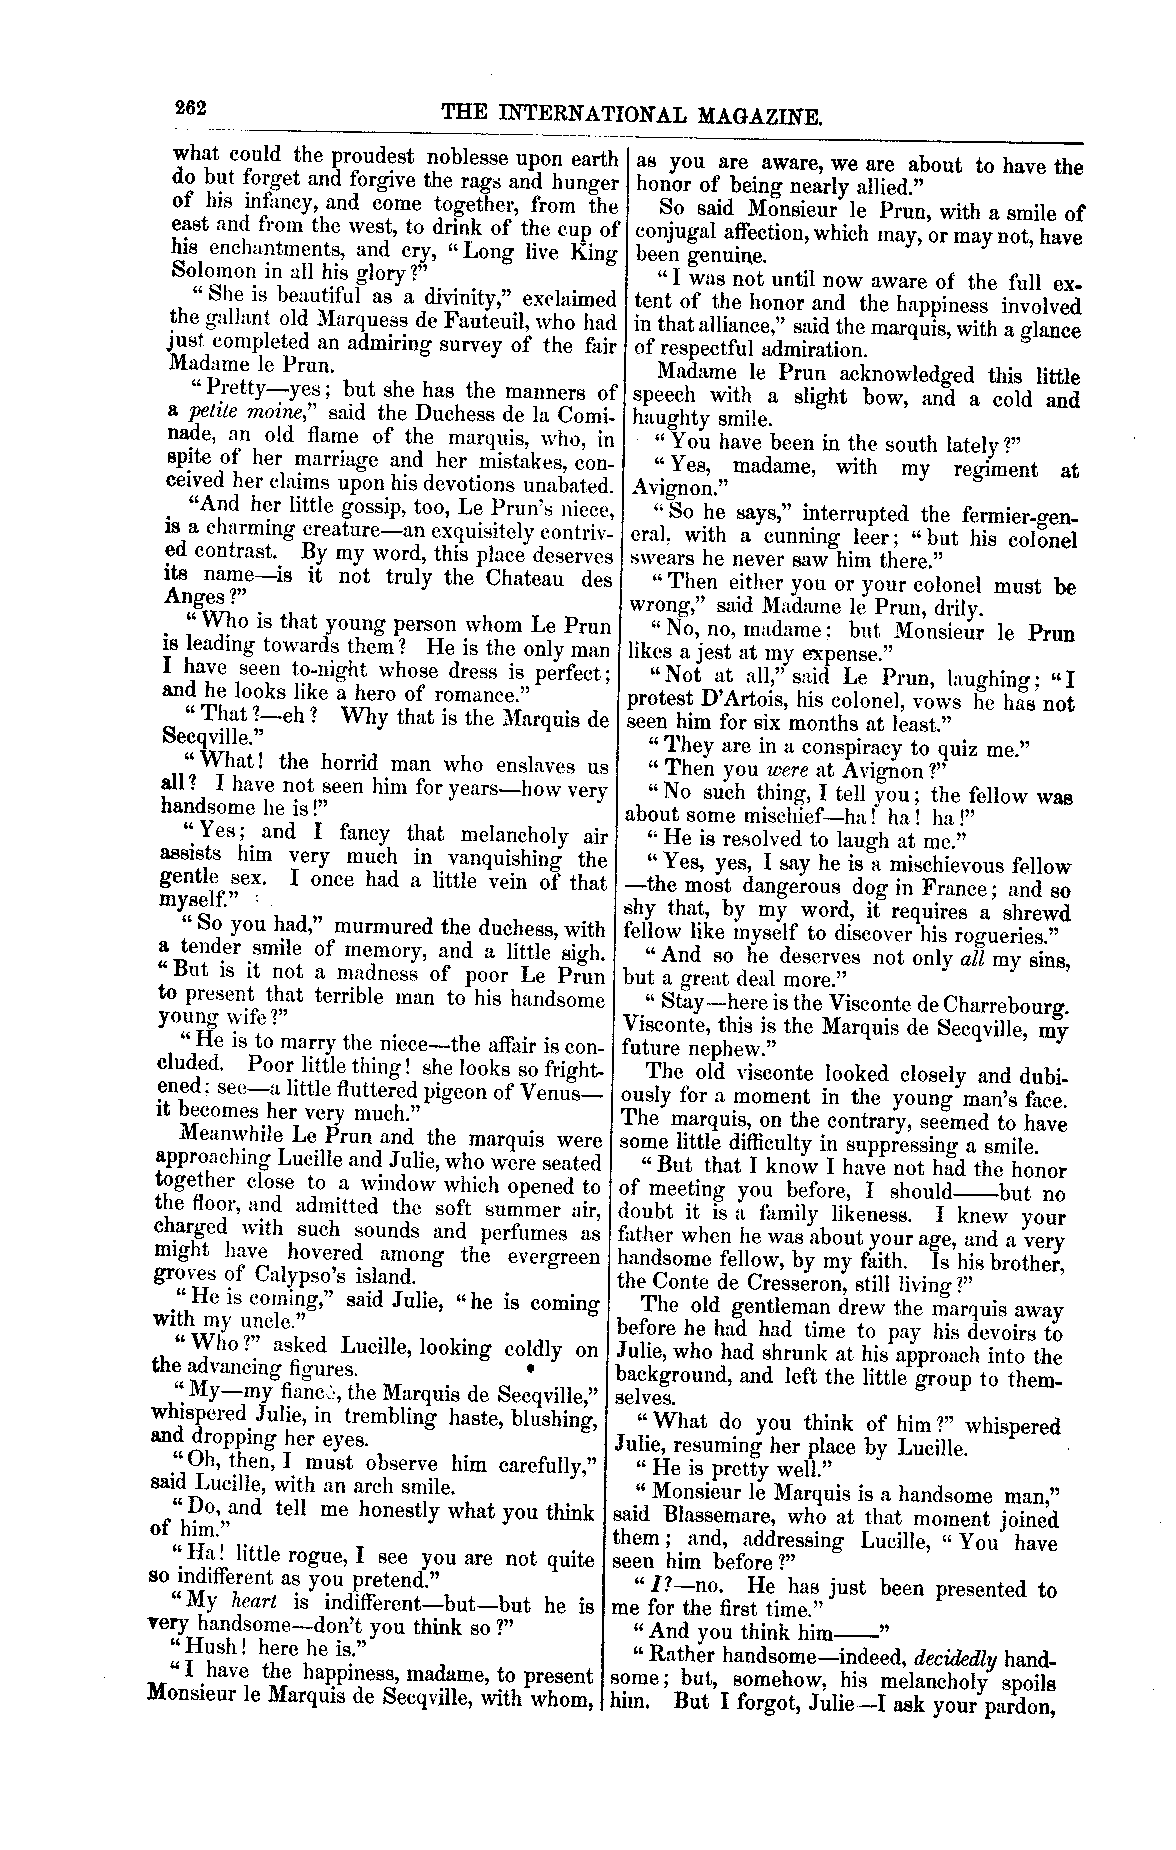 262
THE INTERNATIONAL MAGAZINE.
what could the proudest noblesse upon earth
do but forget and forgive the rags and hunger
of his infancy, and come together, from the
east and from the west, to drink of the cup of
his enchantments, and cry, "Long live King
Solomon in all his glory?"
"She is beautiful as a divinity," exclaimed
the gallant old Marquess de Fauteuil, who had
just completed an admiring survey of the fair
Madame le Prun.
"Pretty—yes; but she has the manners of
a petite moine," said the Duchess de la Comi-
nade, an old flame of the marquis, who, in
spite of her marriage and her mistakes, con-
ceived her claims upon his devotions unabated.
"And her little gossip, too, Le Prun's niece,
is a charming creature—an exquisitely contriv-
ed contrast. By my word, this place deserves
its name—is it not truly the Chateau des
Anges?"
"Who is that young person whom Le Prun
is leading towards them? He is the only man
I have seen to-night whose dress is perfect;
and he looks like a hero of romance."
"That?—eh? Why that is the Marquis de
Secqville."
"What! the horrid man who enslaves us
all? I have not seen him for years—how very
handsome he is!"
"Yes; and I fancy that melancholy air
assists him very much in vanquishing the
gentle sex. I once had a little vein of that
myself."
"So you had," murmured the duchess, with
a tender smile of memory, and a little sigh.
"But is it not a madness of poor Le Prun
to present that terrible man to his handsome
young wife?"
"He is to marry the niece—the affair is con-
cluded. Poor little thing! she looks so fright-
ened: see—a little fluttered pigeon of Venus—
it becomes her very much."
Meanwhile Le Prun and the marquis were
approaching Lucille and Julie, who were seated
together close to a window which opened to
the floor, and admitted the soft summer air,
charged with such sounds and perfumes as
might have hovered among the evergreen
groves of Calypso's island.
"He is coming," said Julie, "he is coming
with my uncle."
"Who?" asked Lucille, looking coldly on
the advancing figures.
"My—my fiancé, the Marquis de Secqville,"
whispered Julie, in trembling haste, blushing,
and dropping her eyes.
"Oh, then, I must observe him carefully,"
said Lucille, with an arch smile.
"Do, and tell me honestly what you think
of him."
"Ha! little rogue, I see you are not quite
so indifferent as you pretend."
"My heart is indifferent—but—but he is
very handsome—don't you think so?"
"Hush! here he is."
"I have the happiness, madame, to present
Monsieur le Marquis de Secqville, with whom,
as you are aware, we are about to have the
honor of being nearly allied."
So said Monsieur le Prun, with a smile of
conjugal affection, which may, or may not, have
been genuine.
"I was not until now aware of the full ex-
tent of the honor and the happiness involved
in that alliance," said the marquis, with a glance
of respectful admiration.
Madame le Prun acknowledged this little
speech with a slight bow, and a cold and
haughty smile.
"You have been in the south lately?"
"Yes, madame, with my regiment at
Avignon."
"So he says," interrupted the fermier-gen-
eral, with a cunning leer; "but his colonel
swears he never saw him there."
"Then either you or your colonel must be
wrong," said Madame le Prun, drily.
"No, no, madame: but Monsieur le Prun
likes a jest at my expense."
"Not at all," said Le Prun, laughing; "I
protest D'Artois, his colonel, vows he has not
seen him for six months at least."
"They are in a conspiracy to quiz me."
"Then you were at Avignon?"
"No such thing, I tell you; the fellow was
about some mischief—ha! ha! ha!"
"He is resolved to laugh at me."
"Yes, yes, I say he is a mischievous fellow
—the most dangerous dog in France; and so
shy that, by my word, it requires a shrewd
fellow like myself to discover his rogueries."
"And so he deserves not only all my sins,
but a great deal more."
"Stay—here is the Visconte de Charrebourg.
Visconte, this is the Marquis de Secqville, my
future nephew."
The old visconte looked closely and dubi-
ously for a moment in the young man's face.
The marquis, on the contrary, seemed to have
some little difficulty in suppressing a smile.
"But that I know I have not had the honor
of meeting you before, I should——but no
doubt it is a family likeness. I knew your
father when he was about your age, and a very
handsome fellow, by my faith. Is his brother,
the Conte de Cresseron, still living?"
The old gentleman drew the marquis away
before he had had time to pay his devoirs to
Julie, who had shrunk at his approach into the
background, and left the little group to them-
selves.
"What do you think of him?" whispered
Julie, resuming her place by Lucille.
"He is pretty well."
"Monsieur le Marquis is a handsome man,"
said Blassemare, who at that moment joined
them; and, addressing Lucille, "You have
seen him before?"
"I?—no. He has just been presented to
me for the first time."
"And you think him——"
"Rather handsome—indeed, decidedly hand-
some; but, somehow, his melancholy spoils
him. But I forgot, Julie—I ask your pardon,